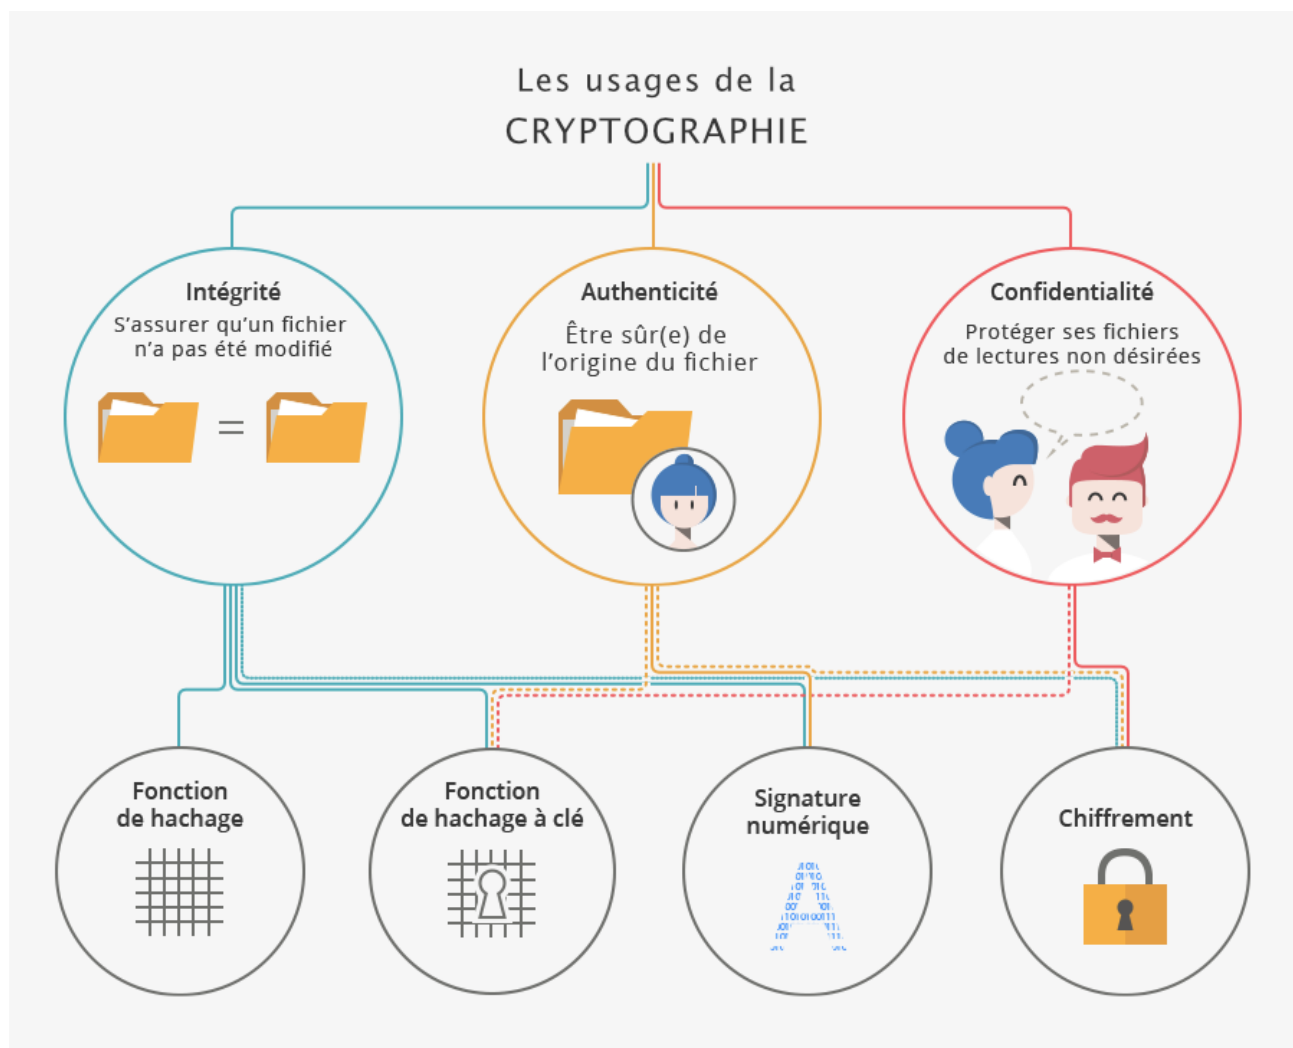 Les usages de la
CRYPTOGRAPHIE
Intégrité
S’assurer qu’un fichier
n’a pas été modifié
Authenticité
Être sûr(e) de
l’origine du fichier
Confidentialité
Protéger ses fichiers
de lectures non désirées
Fonction
de hachage
Fonction
de hachage à clé
Signature
numérique
Chiffrement